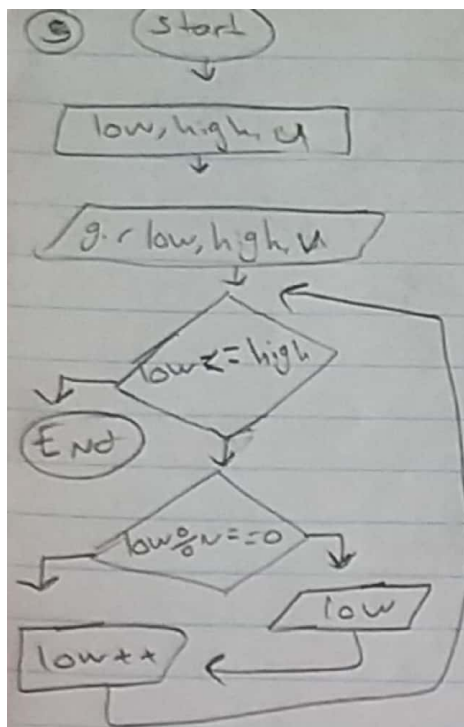 5 start
low, high, u
g.r low, high, u
low <= high
End
low % n == 0
low
low++